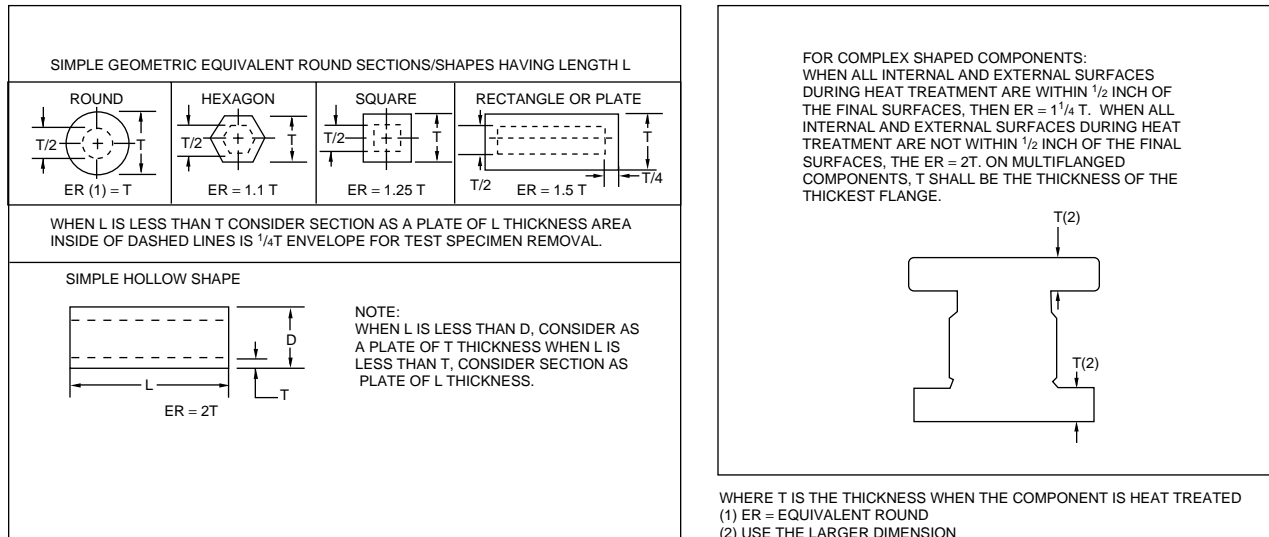 SIMPLE GEOMETRIC EQUIVALENT ROUND SECTIONS/SHAPES HAVING LENGTH L
ROUND
T/2
T
ER (1) = T
HEXAGON
T/2
T
ER = 1.1 T
SQUARE
T/2
T
ER = 1.25 T
RECTANGLE OR PLATE
T
T/2
T/4
ER = 1.5 T
WHEN L IS LESS THAN T CONSIDER SECTION AS A PLATE OF L THICKNESS AREA
INSIDE OF DASHED LINES IS 1/4T ENVELOPE FOR TEST SPECIMEN REMOVAL.
SIMPLE HOLLOW SHAPE
D
L
T
ER = 2T
NOTE:
WHEN L IS LESS THAN D, CONSIDER AS
A PLATE OF T THICKNESS WHEN L IS
LESS THAN T, CONSIDER SECTION AS
PLATE OF L THICKNESS.
FOR COMPLEX SHAPED COMPONENTS:
WHEN ALL INTERNAL AND EXTERNAL SURFACES
DURING HEAT TREATMENT ARE WITHIN 1/2 INCH OF
THE FINAL SURFACES, THEN ER = 1 1/4 T. WHEN ALL
INTERNAL AND EXTERNAL SURFACES DURING HEAT
TREATMENT ARE NOT WITHIN 1/2 INCH OF THE FINAL
SURFACES, THE ER = 2T. ON MULTIFLANGED
COMPONENTS, T SHALL BE THE THICKNESS OF THE
THICKEST FLANGE.
T(2)
T(2)
WHERE T IS THE THICKNESS WHEN THE COMPONENT IS HEAT TREATED
(1) ER = EQUIVALENT ROUND
(2) USE THE LARGER DIMENSION